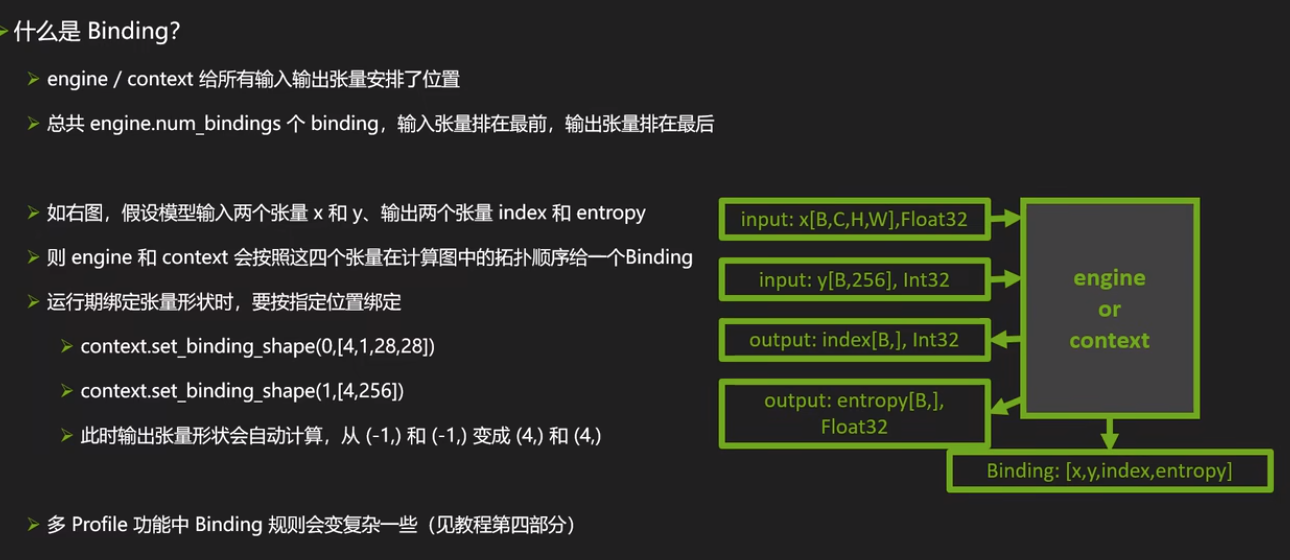 什么是 Binding?
engine / context 给所有输入输出张量安排了位置
总共 engine.num_bindings 个 binding，输入张量排在最前，输出张量排在最后
如右图，假设模型输入两个张量 x 和 y、输出两个张量 index 和 entropy
则 engine 和 context 会按照这四个张量在计算图中的拓扑顺序给一个Binding
运行期绑定张量形状时，要按指定位置绑定
context.set_binding_shape(0,[4,1,28,28])
context.set_binding_shape(1,[4,256])
此时输出张量形状会自动计算，从 (-1,) 和 (-1,) 变成 (4,) 和 (4,)
多 Profile 功能中 Binding 规则会变复杂一些（见教程第四部分）
input: x[B,C,H,W],Float32
input: y[B,256], Int32
output: index[B,], Int32
output: entropy[B,],
Float32
engine
or
context
Binding: [x,y,index,entropy]